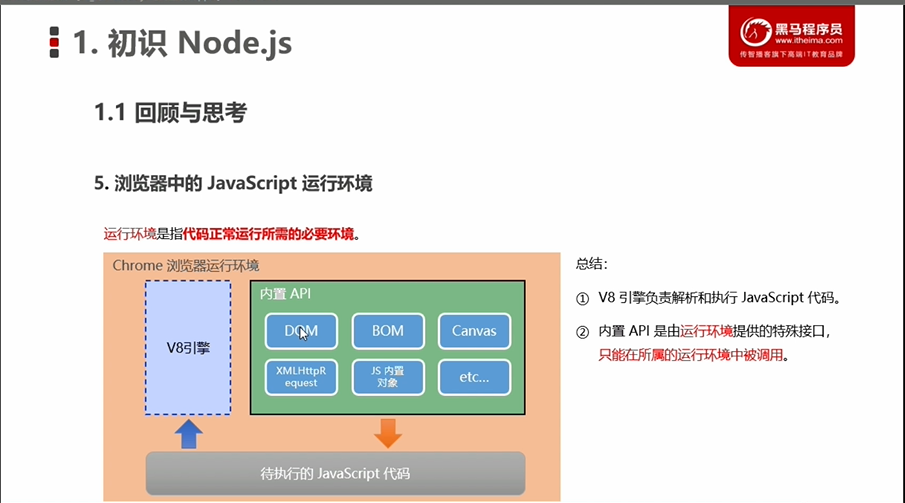 1. 初识 Node.js
黑马程序员
www.itheima.com
传智播客旗下高端IT教育品牌
1.1 回顾与思考
5. 浏览器中的 JavaScript 运行环境
运行环境是指代码正常运行所需的必要环境。
Chrome 浏览器运行环境
V8引擎
内置 API
DOM
BOM
Canvas
XMLHttpR
equest
JS 内置
对象
etc...
待执行的 JavaScript 代码
总结：
① V8 引擎负责解析和执行 JavaScript 代码。
② 内置 API 是由运行环境提供的特殊接口，
只能在所属的运行环境中被调用。